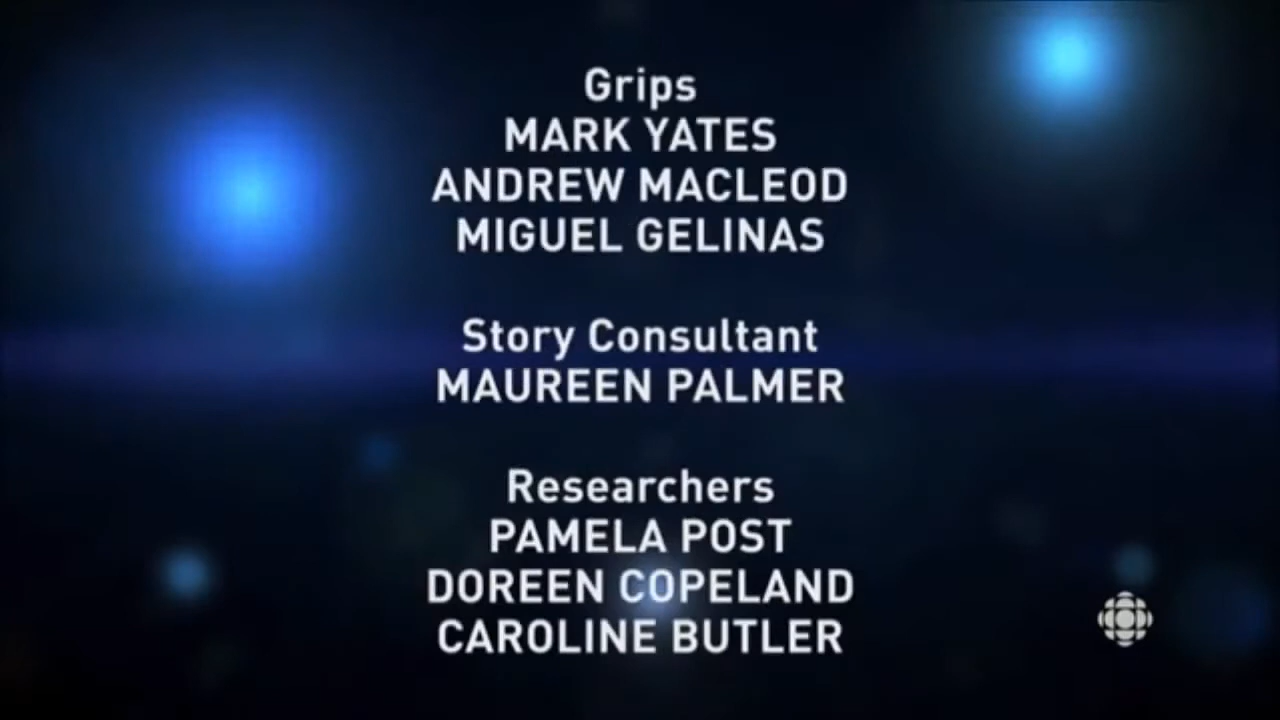 Grips
MARK YATES
ANDREW MACLEOD
MIGUEL GELINAS
Story Consultant
MAUREEN PALMER
Researchers
PAMELA POST
DOREEN COPELAND
CAROLINE BUTLER